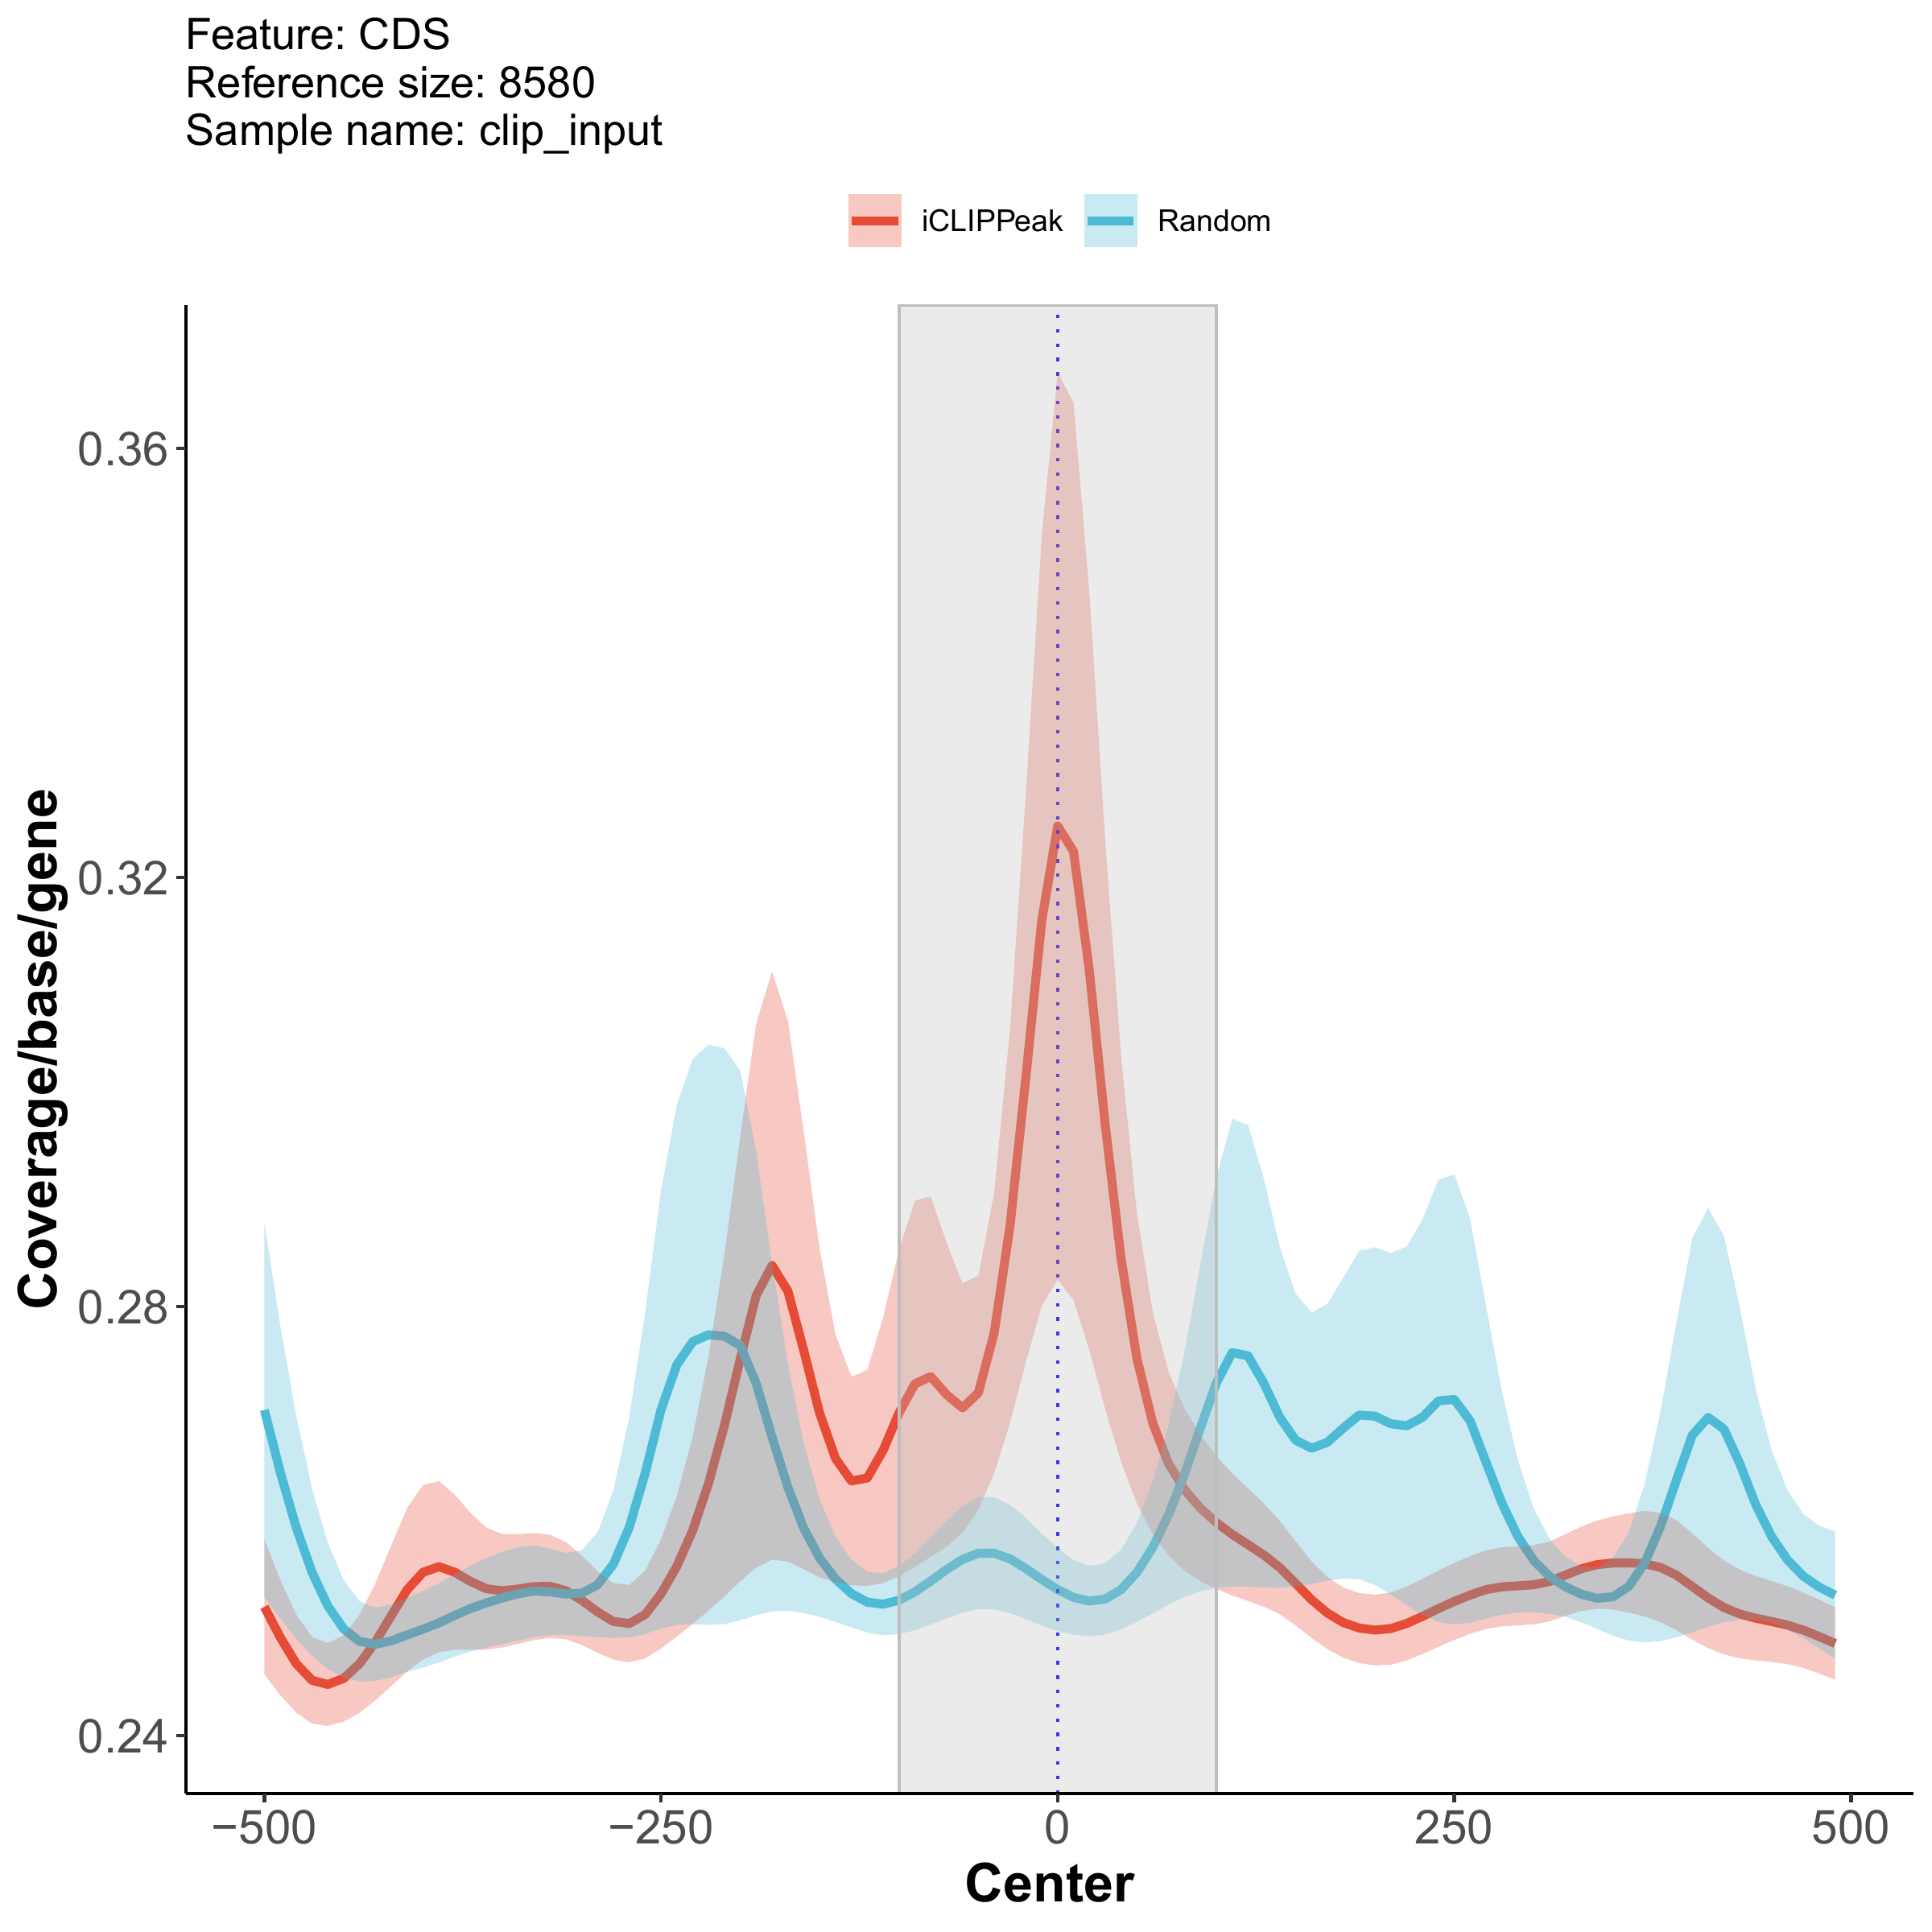 Feature: CDS
Reference size: 8580
Sample name: clip_input
iCLIPPeak Random
Coverage/base/gene
0.36
0.32
0.28
0.24
−500 −250 0 250 500
Center